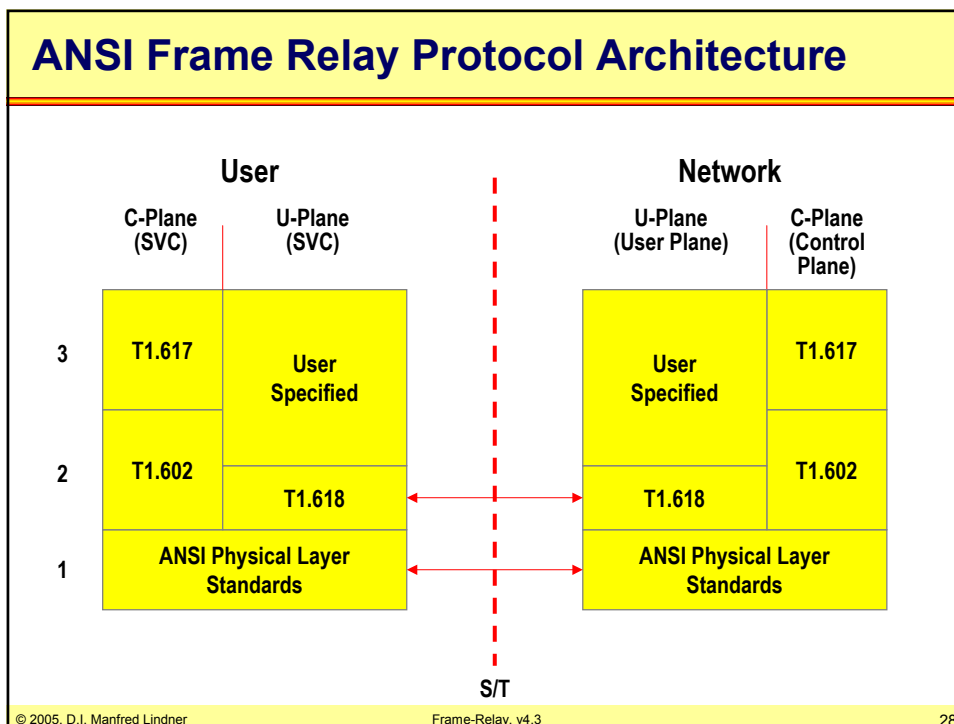 ANSI Frame Relay Protocol Architecture
User
Network
C-Plane
(SVC)
U-Plane
(SVC)
U-Plane
(User Plane)
C-Plane
(Control
Plane)
3
T1.617
User
Specified
User
Specified
T1.617
2
T1.602
T1.618
T1.618
T1.602
1
ANSI Physical Layer
Standards
ANSI Physical Layer
Standards
S/T
© 2005, D.I. Manfred Lindner
Frame-Relay, v4.3
28